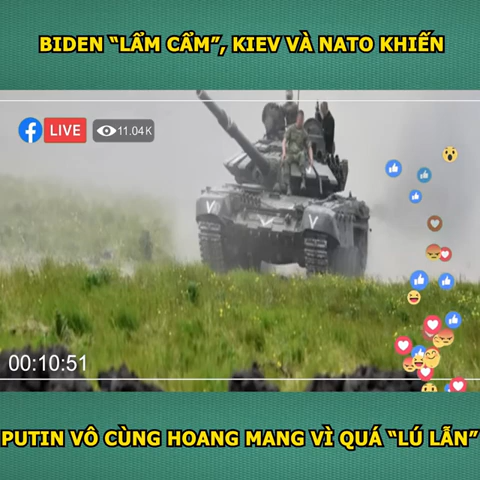 BIDEN “LẨM CẨM”, KIEV VÀ NATO KHIẾN
LIVE 11.04K
V V
00:10:51
PUTIN VÔ CÙNG HOANG MANG VÌ QUÁ “LÚ LẪN”